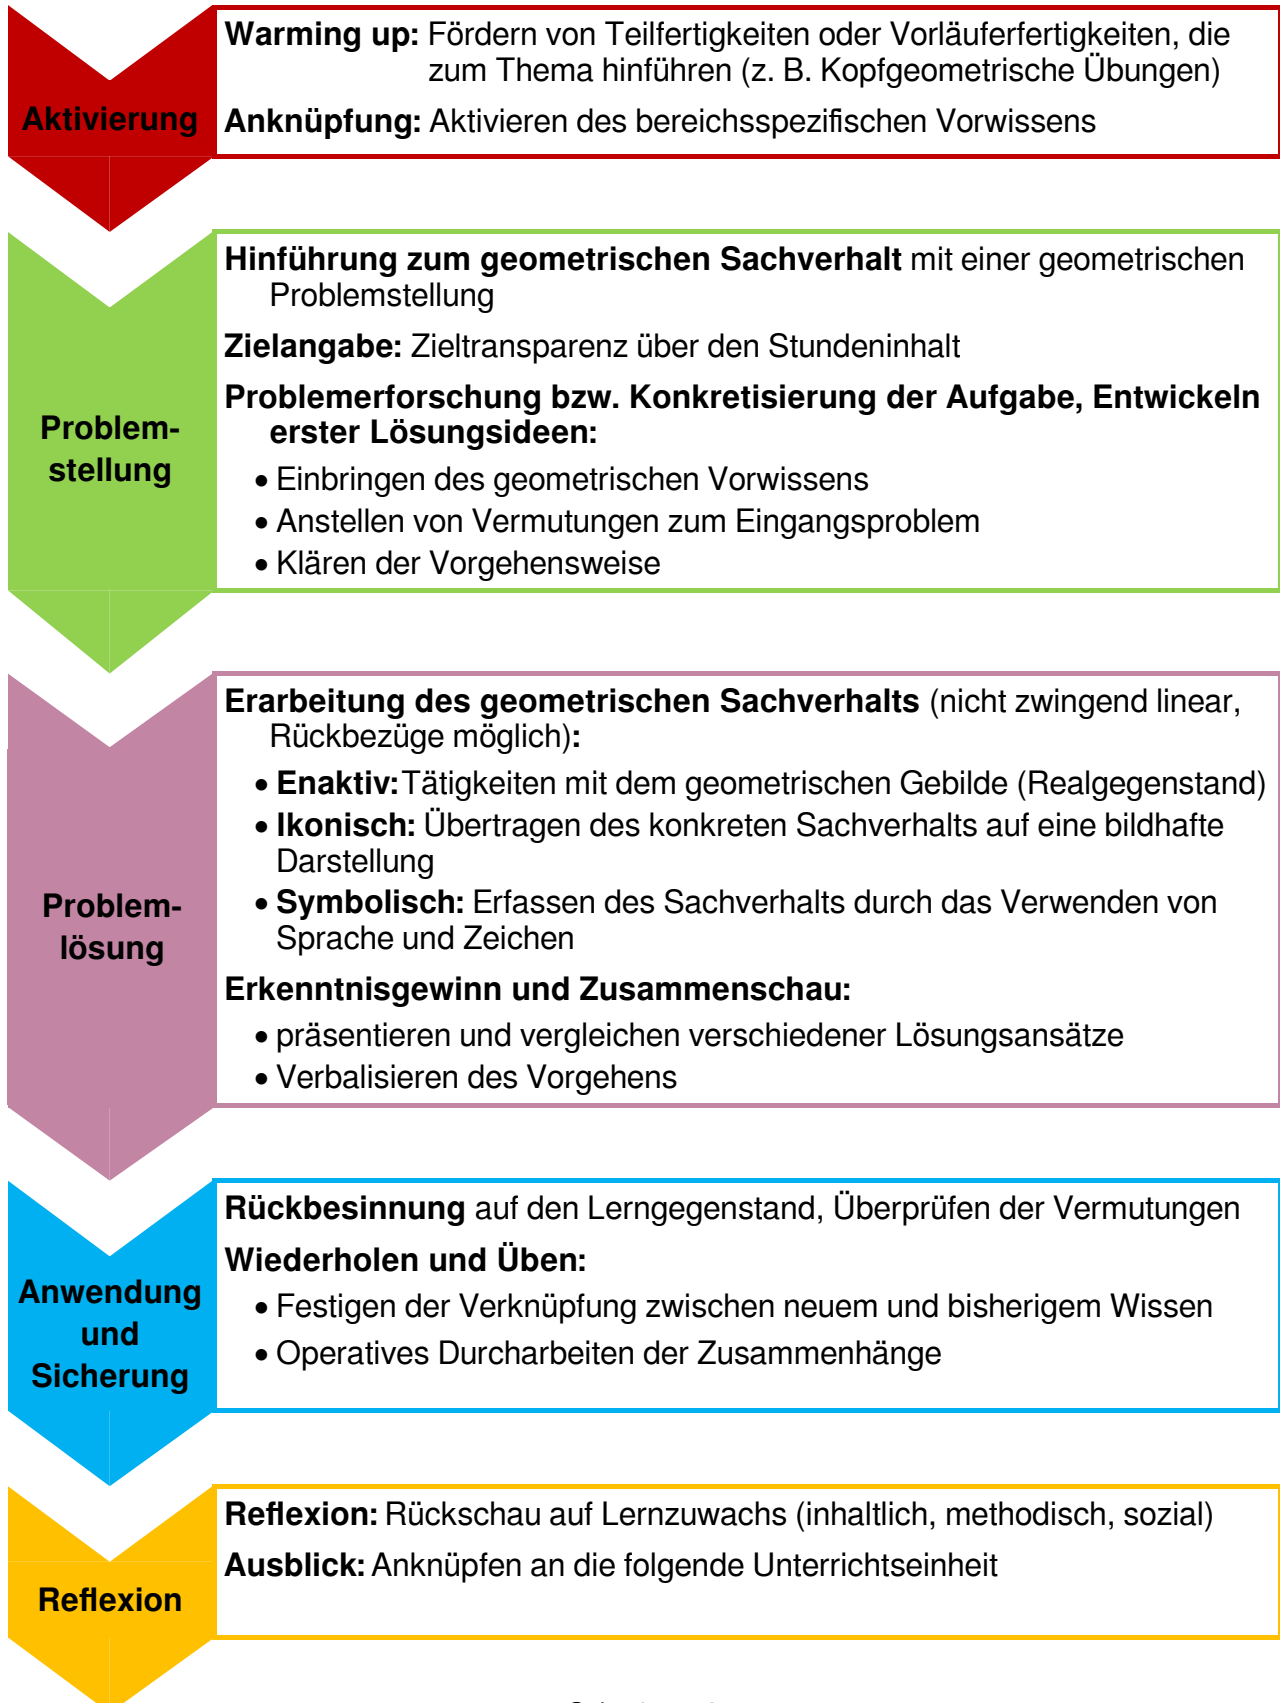 Aktivierung
Warming up: Fördern von Teilfertigkeiten oder Vorläuferfertigkeiten, die
zum Thema hinführen (z. B. Kopfgeometrische Übungen)
Anknüpfung: Aktivieren des bereichsspezifischen Vorwissens
Problem-
stellung
Hinführung zum geometrischen Sachverhalt mit einer geometrischen
Problemstellung
Zielangabe: Zieltransparenz über den Stundeninhalt
Problemerforschung bzw. Konkretisierung der Aufgabe, Entwickeln
erster Lösungsideen:
• Einbringen des geometrischen Vorwissens
• Anstellen von Vermutungen zum Eingangsproblem
• Klären der Vorgehensweise
Problem-
lösung
Erarbeitung des geometrischen Sachverhalts (nicht zwingend linear,
Rückbezüge möglich):
• Enaktiv: Tätigkeiten mit dem geometrischen Gebilde (Realgegenstand)
• Ikonisch: Übertragen des konkreten Sachverhalts auf eine bildhafte
Darstellung
• Symbolisch: Erfassen des Sachverhalts durch das Verwenden von
Sprache und Zeichen
Erkenntnisgewinn und Zusammenschau:
• präsentieren und vergleichen verschiedener Lösungsansätze
• Verbalisieren des Vorgehens
Anwendung
und
Sicherung
Rückbesinnung auf den Lerngegenstand, Überprüfen der Vermutungen
Wiederholen und Üben:
• Festigen der Verknüpfung zwischen neuem und bisherigem Wissen
• Operatives Durcharbeiten der Zusammenhänge
Reflexion
Reflexion: Rückschau auf Lernzuwachs (inhaltlich, methodisch, sozial)
Ausblick: Anknüpfen an die folgende Unterrichtseinheit